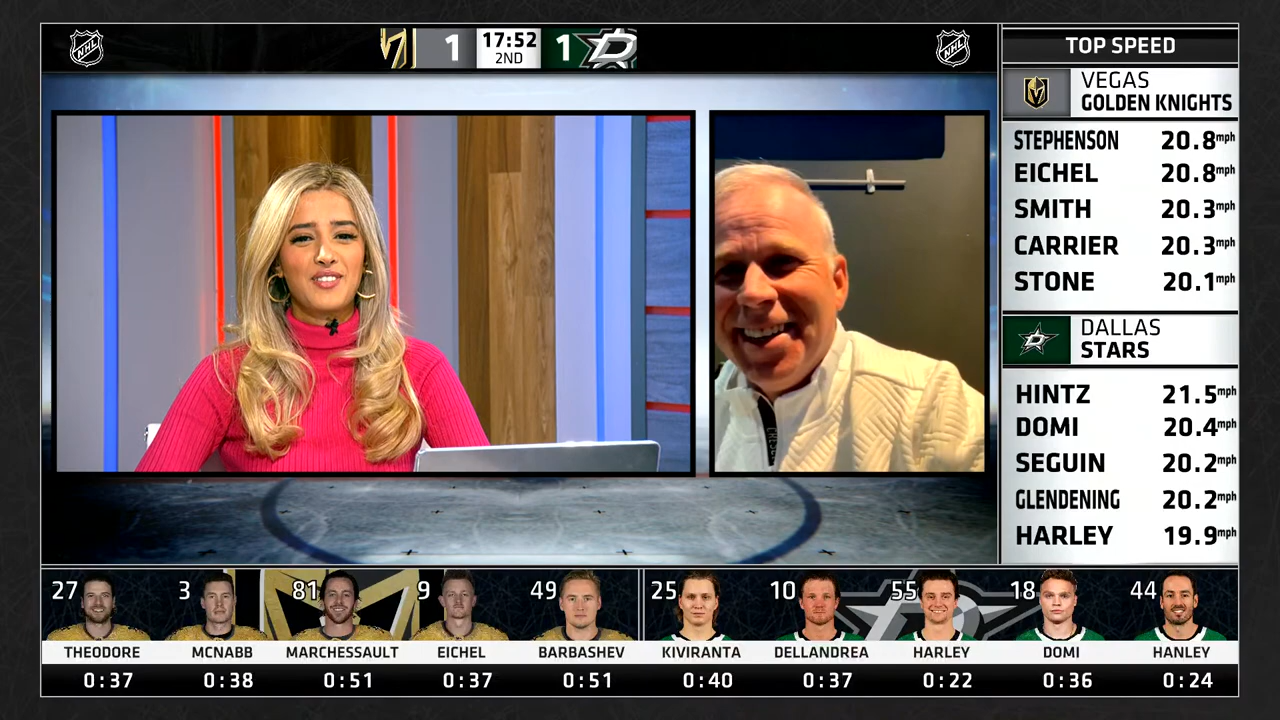 NHL
1
17:52
2ND
1
NHL
TOP SPEED
VEGAS
GOLDEN KNIGHTS
STEPHENSON 20.8mph
EICHEL 20.8mph
SMITH 20.3mph
CARRIER 20.3mph
STONE 20.1mph
DALLAS
STARS
HINTZ 21.5mph
DOMI 20.4mph
SEGUIN 20.2mph
GLENDENING 20.2mph
HARLEY 19.9mph
27 3 81 9 49 25 10 55 18 44
THEODORE MCNABB MARCHESSAULT EICHEL BARBASHEV KIVIRANTA DELLANDREA HARLEY DOMI HANLEY
0:37 0:38 0:51 0:37 0:51 0:40 0:37 0:22 0:36 0:24